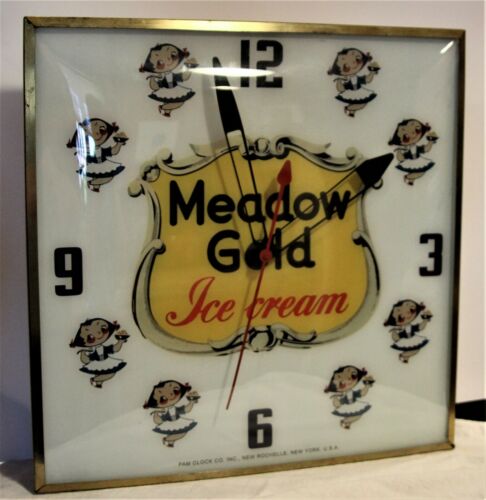 12
Meadow
Gold
Ice cream
9
3
6
PAM CLOCK CO. INC., NEW ROCHELLE, NEW YORK, U.S.A.